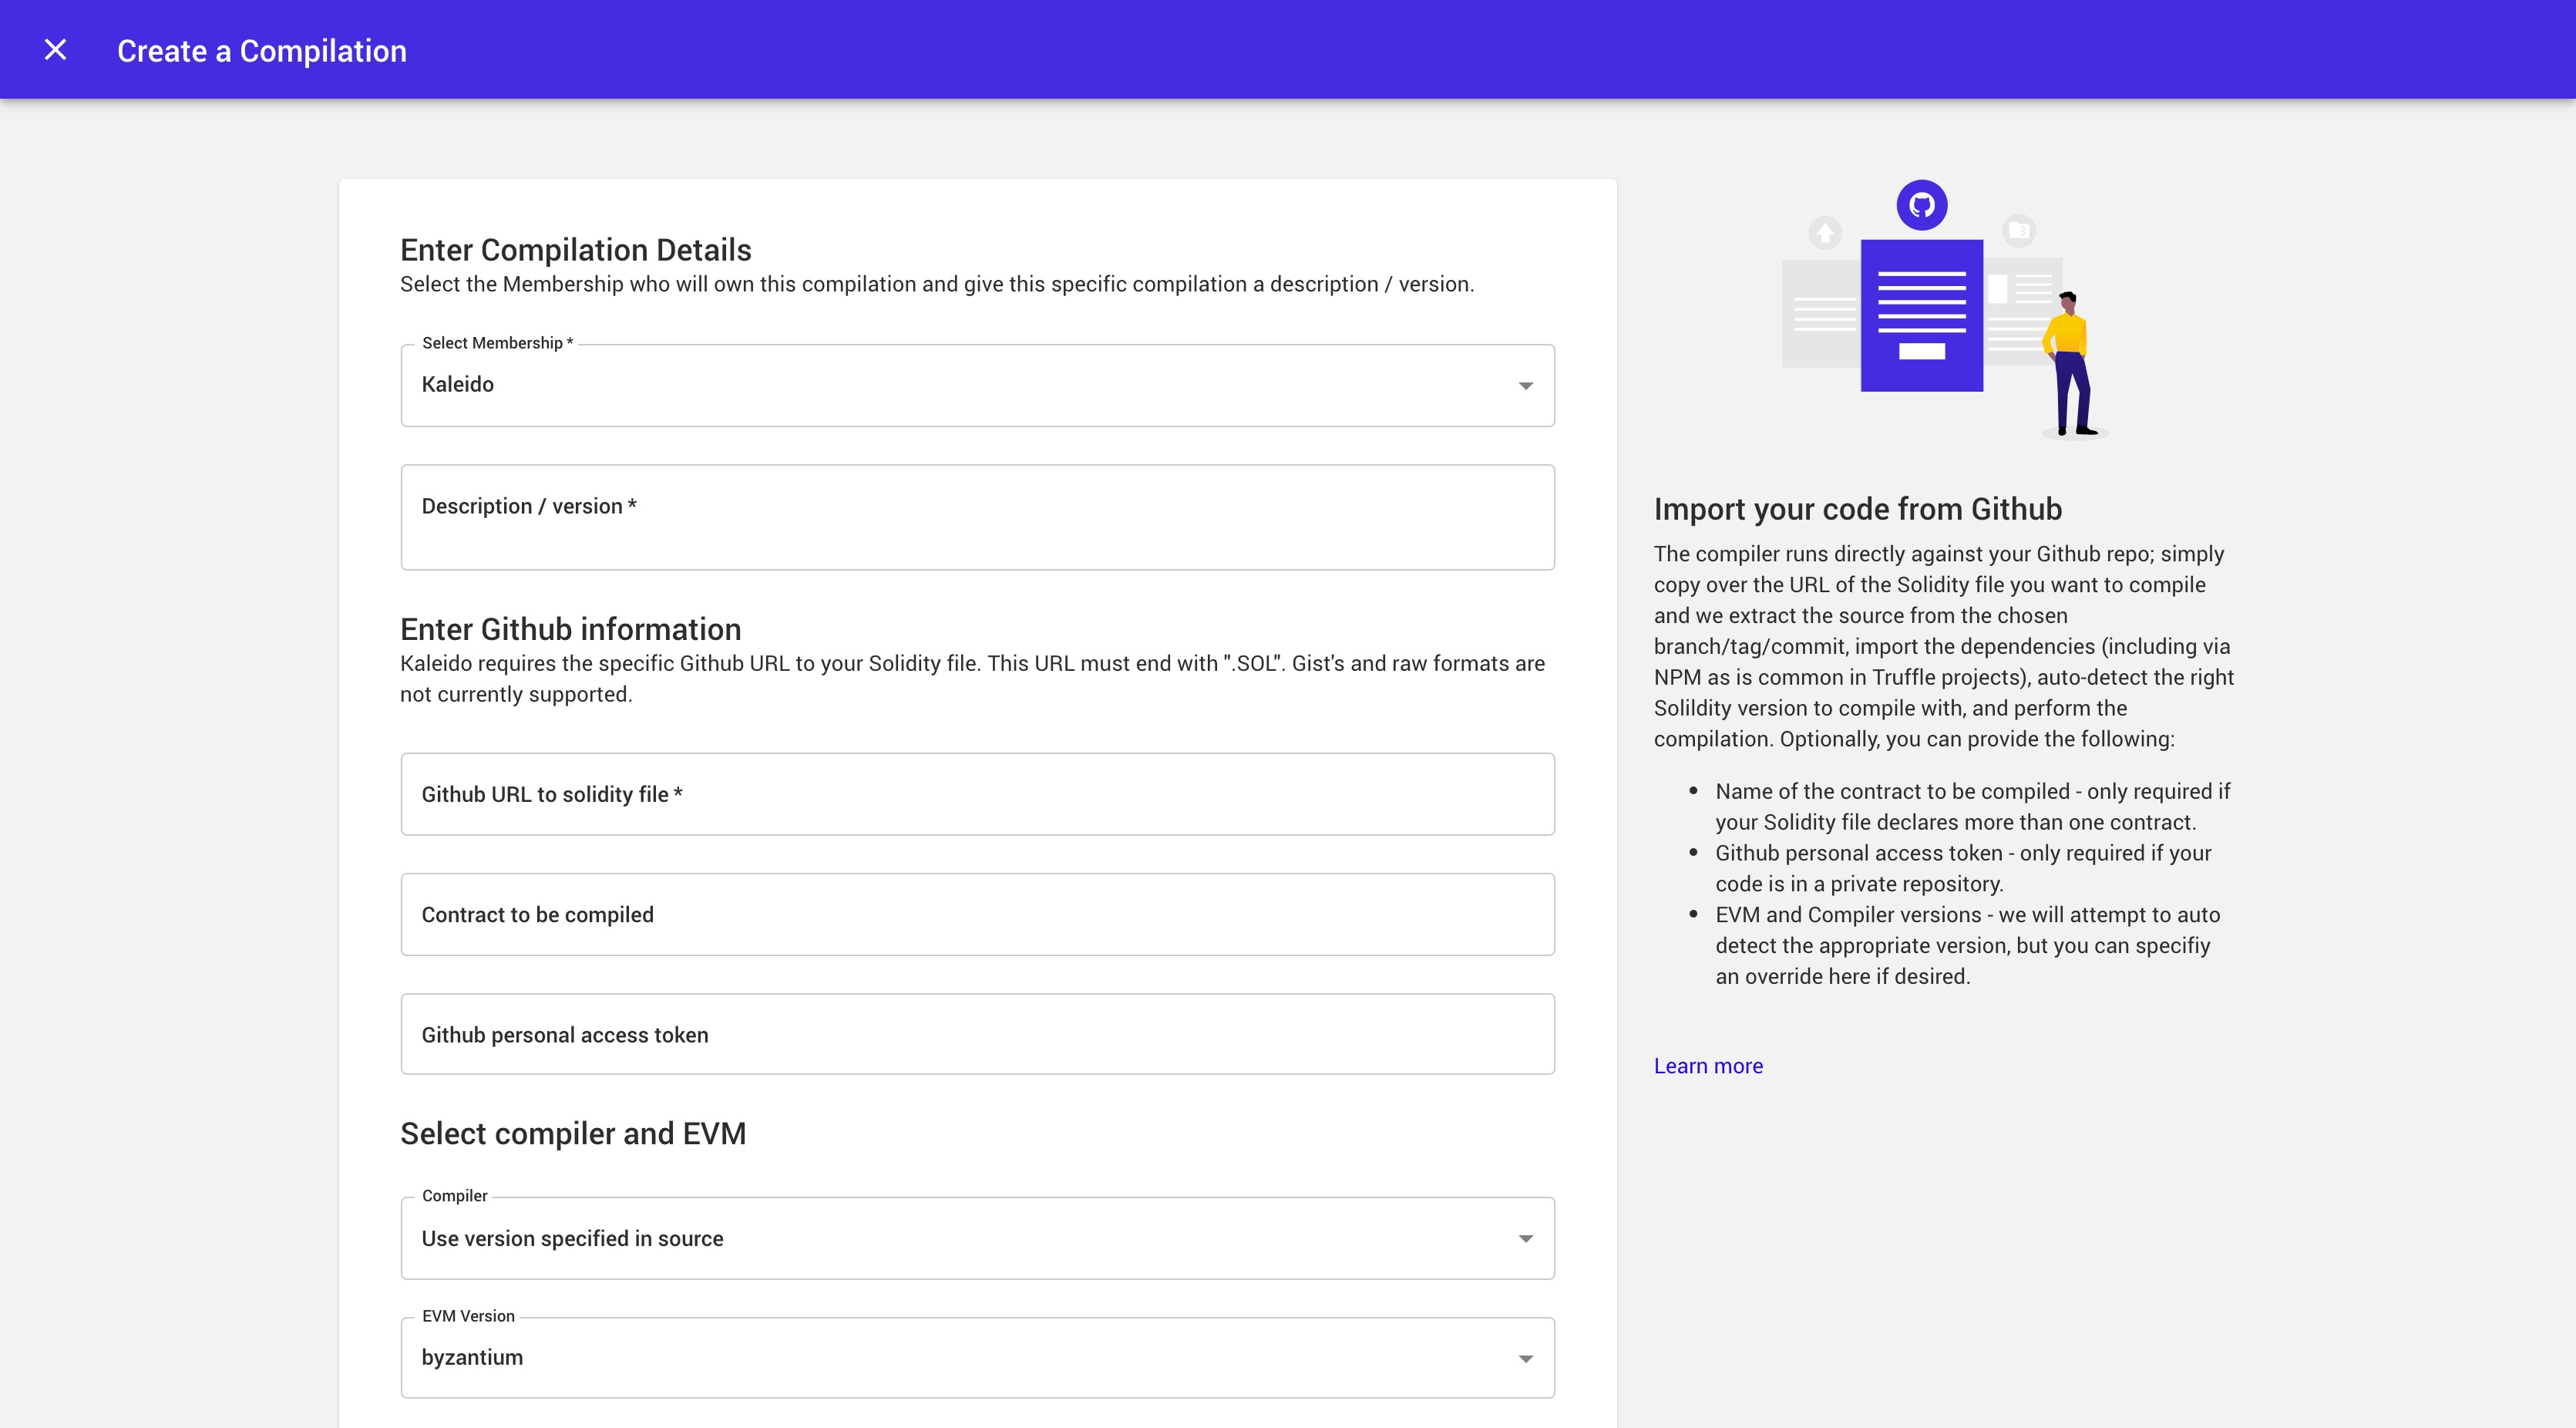 Create a Compilation
Enter Compilation Details
Select the Membership who will own this compilation and give this specific compilation a description / version.
Select Membership *
Kaleido
Description / version *
Enter Github information
Kaleido requires the specific Github URL to your Solidity file. This URL must end with ".SOL". Gist's and raw formats are
not currently supported.
Github URL to solidity file *
Contract to be compiled
Github personal access token
Select compiler and EVM
Compiler
Use version specified in source
EVM Version
byzantium
Import your code from Github
The compiler runs directly against your Github repo; simply
copy over the URL of the Solidity file you want to compile
and we extract the source from the chosen
branch/tag/commit, import the dependencies (including via
NPM as is common in Truffle projects), auto-detect the right
Solildity version to compile with, and perform the
compilation. Optionally, you can provide the following:
• Name of the contract to be compiled - only required if
your Solidity file declares more than one contract.
• Github personal access token - only required if your
code is in a private repository.
• EVM and Compiler versions - we will attempt to auto
detect the appropriate version, but you can specifiy
an override here if desired.
Learn more